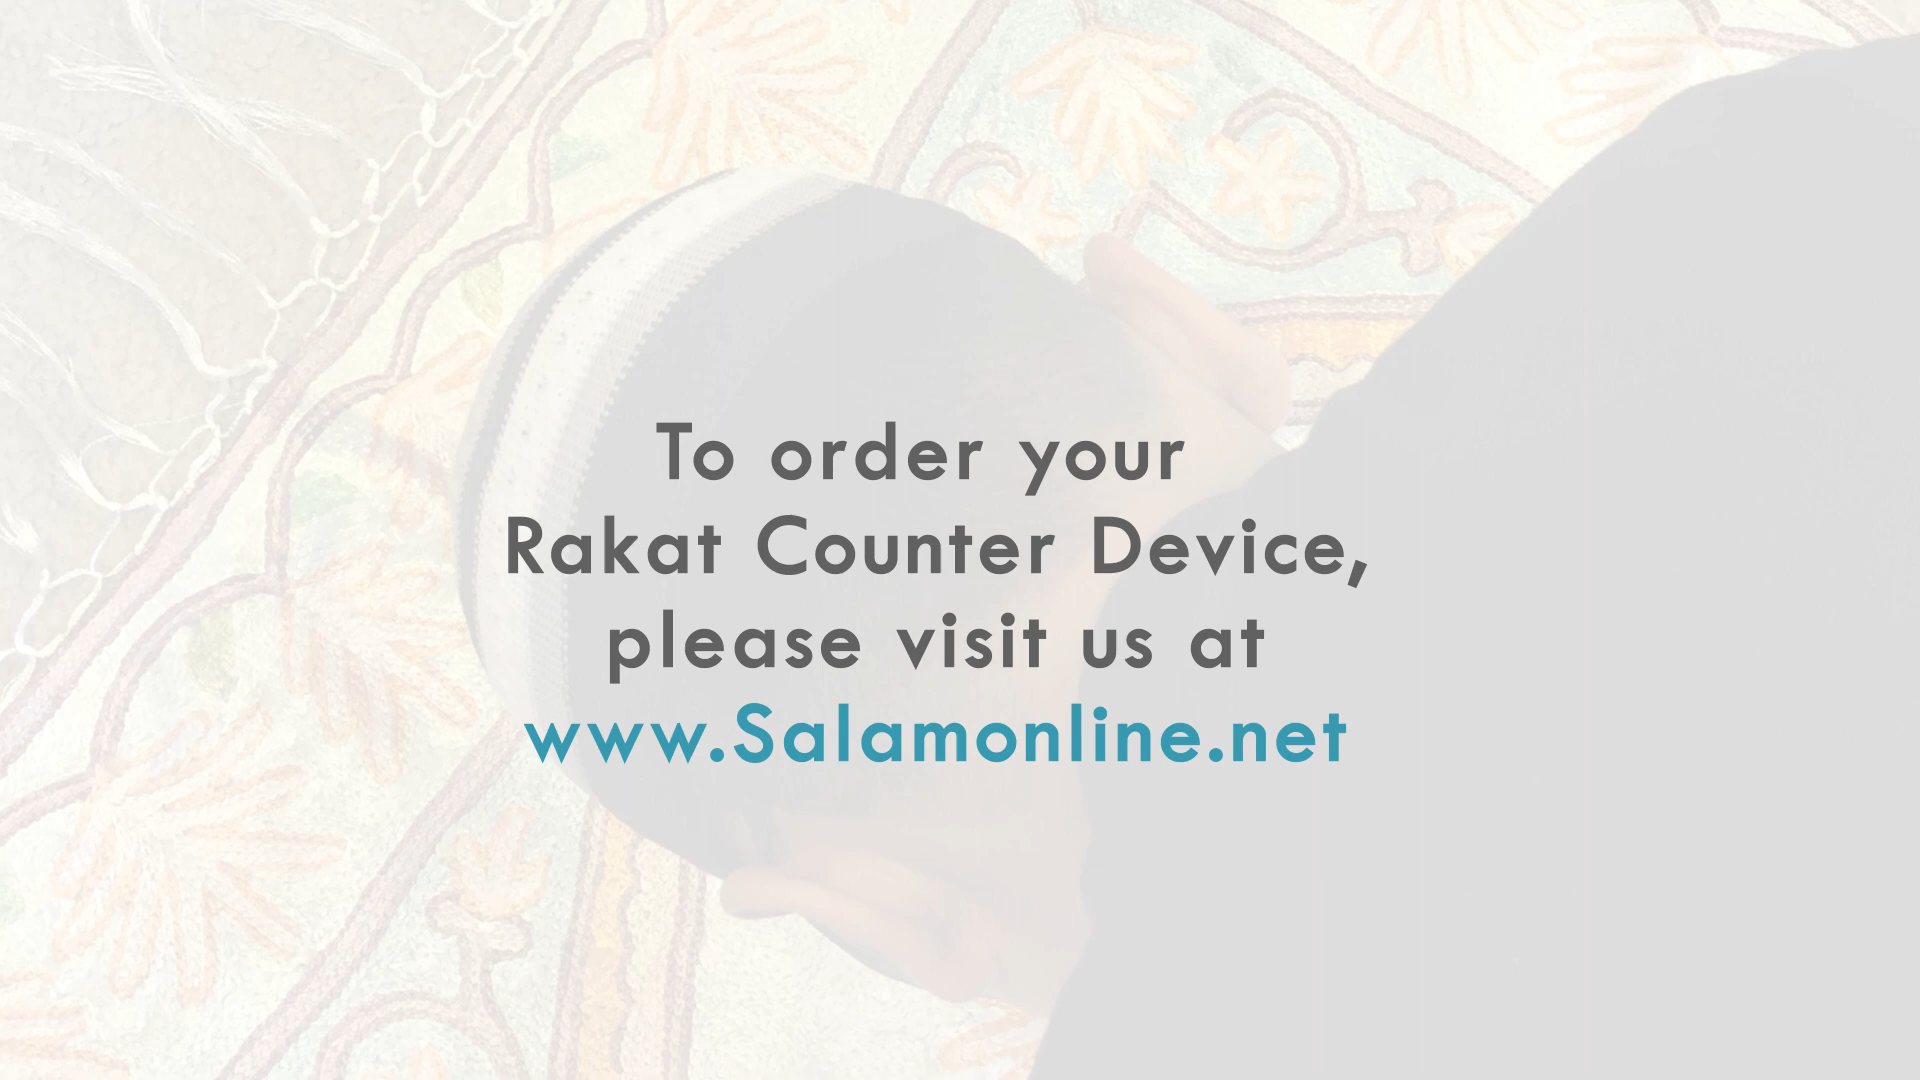 To order your
Rakat Counter Device,
please visit us at
www.Salamonline.net